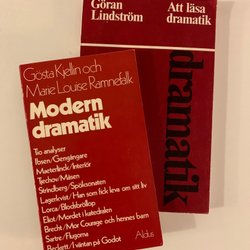 Göran
Lindström
Att läsa
dramatik
dramatik
Gösta Kjellin och
Marie Louise Ramnefalk
Modern
dramatik
Tio analyser
Ibsen/Gengångare
Maeterlinck/Interiör
Tjechov/Måsen
Strindberg/Spöksonaten
Lagerkvist/Han som fick leva om sitt liv
Lorca/Blodsbröllop
Eliot/Mordet i katedralen
Brecht/Mor Courage och hennes barn
Sartre/Flugorna
Beckett/I väntan på Godot
Aldus